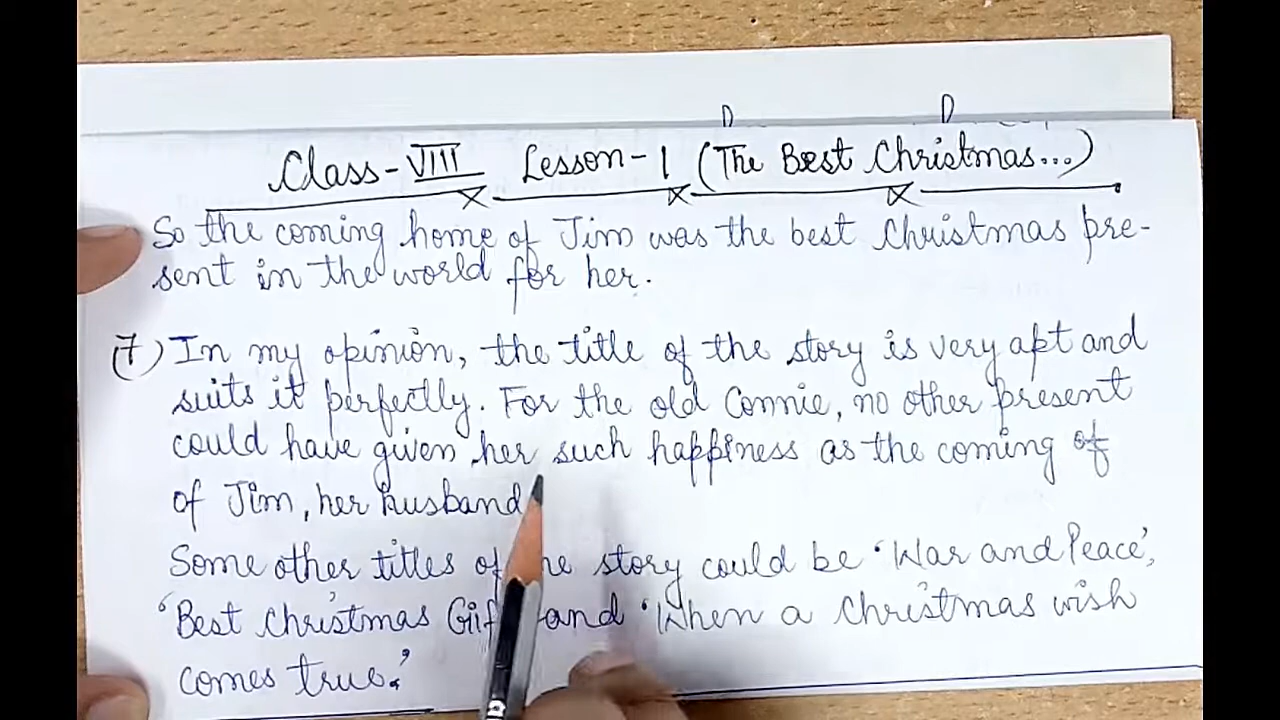 Class-VIII Lesson-1 (The Best Christmas...)
So the coming home of Jim was the best Christmas pre-
sent in the world for her.
(7) In my opinion, the title of the story is very apt and
suits it perfectly. For the old Connie, no other present
could have given her such happiness as the coming of
of Jim, her husband
Some other titles of the story could be 'War and Peace',
'Best Christmas Gift and 'When a Christmas wish
comes true.'